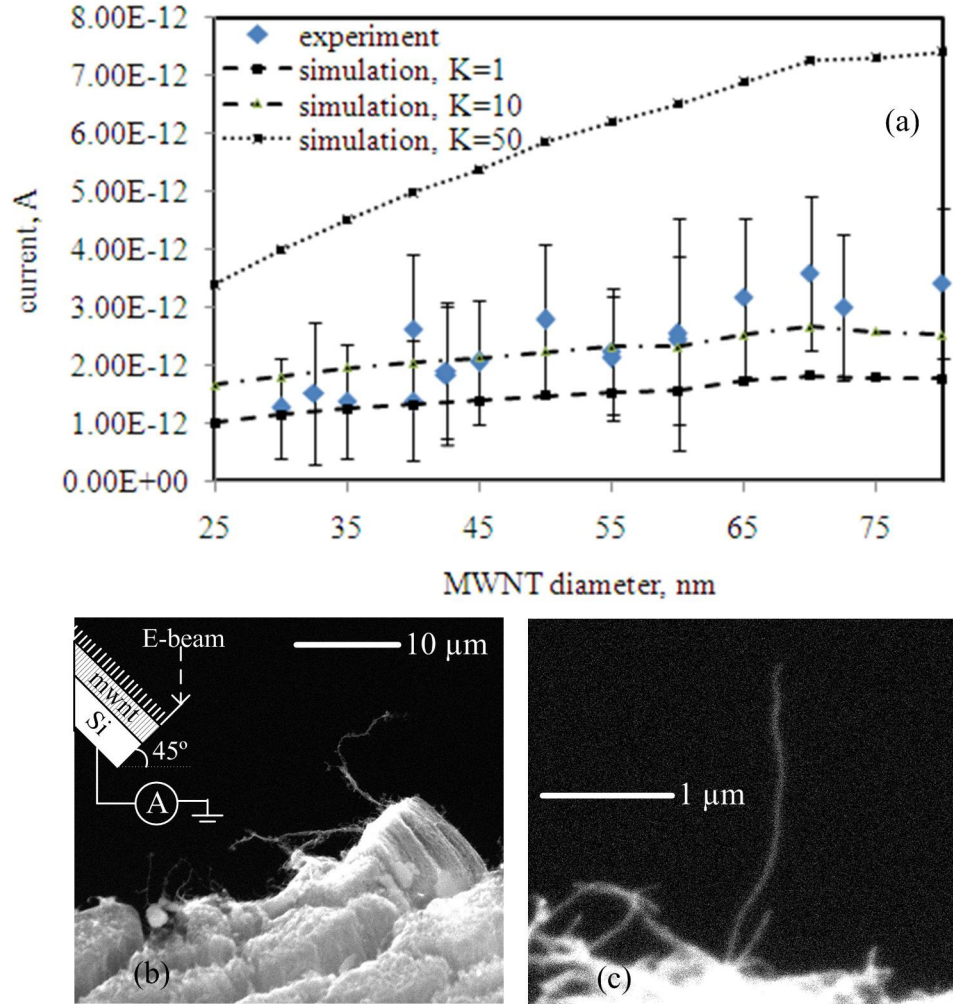 8.00E-12
7.00E-12
6.00E-12
5.00E-12
4.00E-12
3.00E-12
2.00E-12
1.00E-12
0.00E+00
current, A
experiment
simulation, K=1
simulation, K=10
simulation, K=50
(a)
25 35 45 55 65 75
MWNT diameter, nm
E-beam
10 µm
mwnt
Si
45º
A
(b)
1 µm
(c)